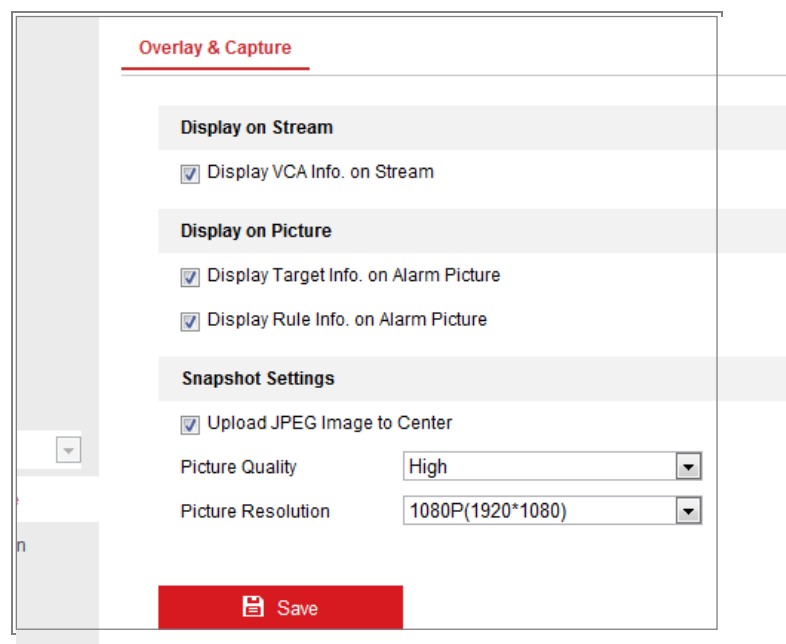 Overlay & Capture
Display on Stream
Display VCA Info. on Stream
Display on Picture
Display Target Info. on Alarm Picture
Display Rule Info. on Alarm Picture
Snapshot Settings
Upload JPEG Image to Center
Picture Quality High
Picture Resolution 1080P(1920*1080)
n
Save